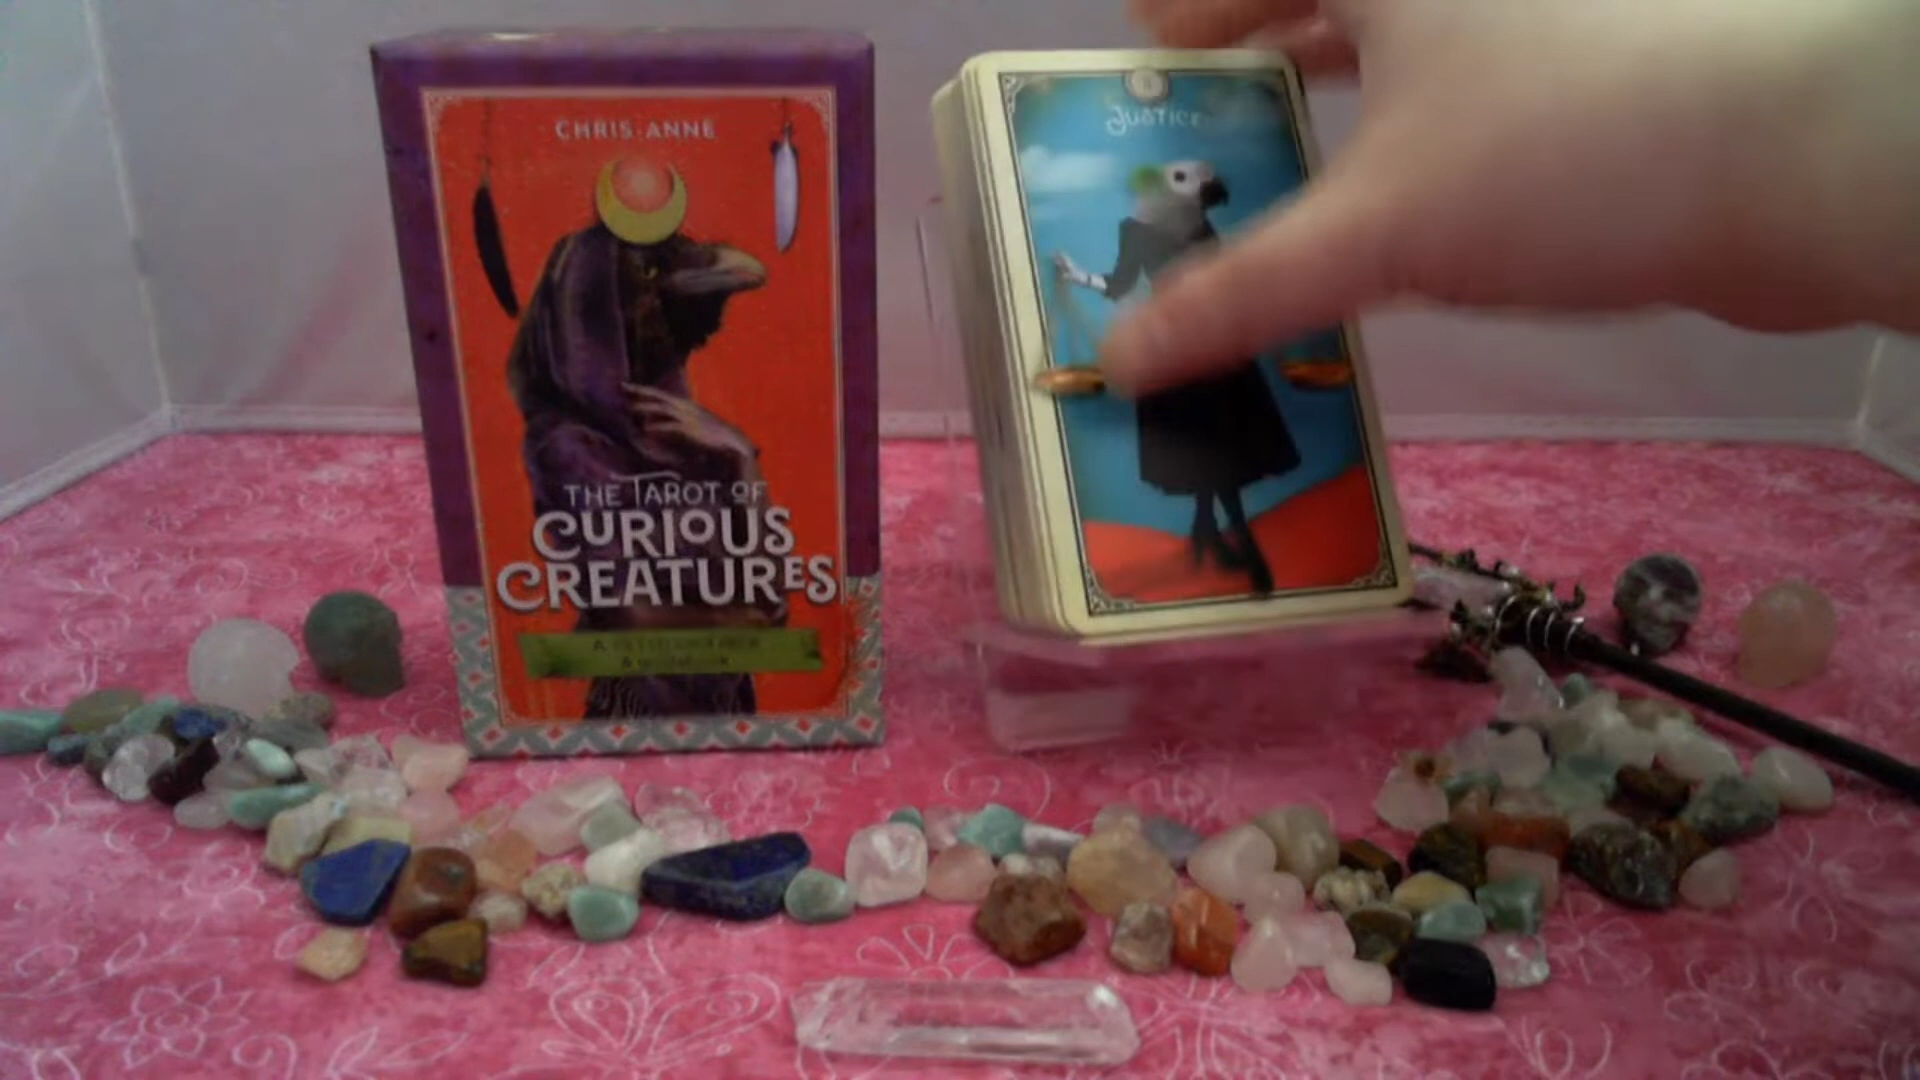 CHRIS-ANNE
THE TAROT OF
CURIOUS
CREATURES
JUSTICE